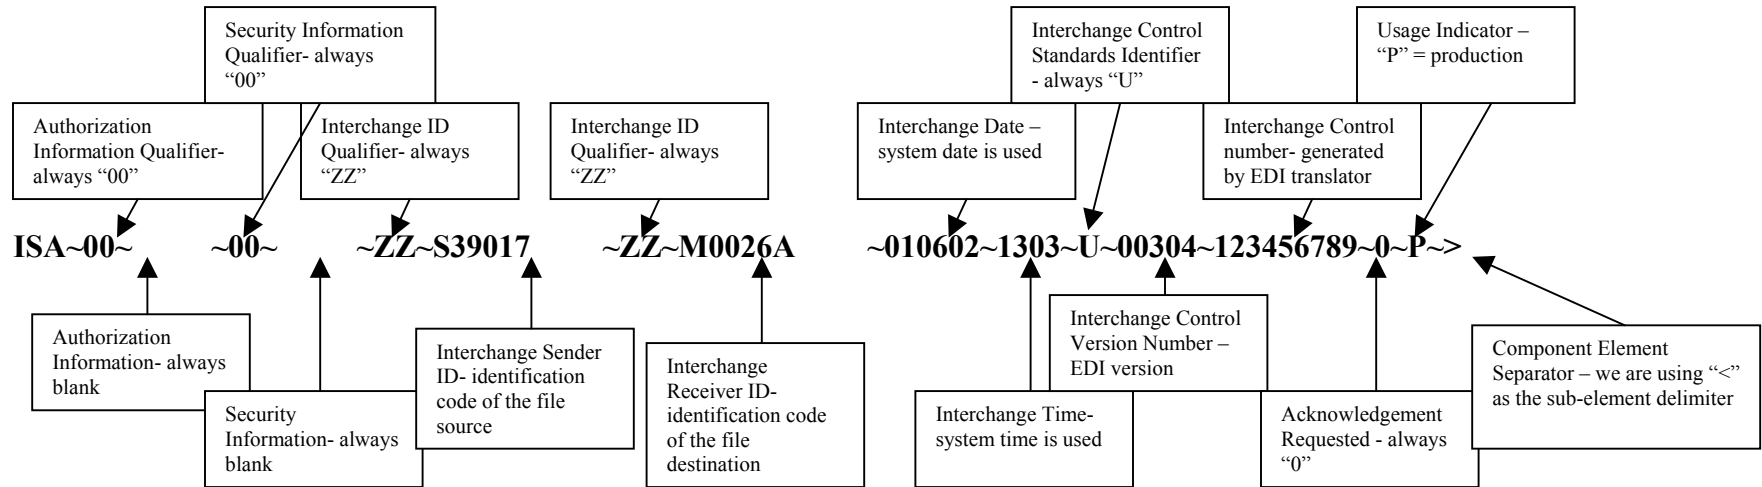 Security Information
Qualifier- always
“00”
Interchange Control
Standards Identifier
- always “U”
Usage Indicator –
“P” = production
Authorization
Information Qualifier-
always “00”
Interchange ID
Qualifier- always
“ZZ”
Interchange ID
Qualifier- always
“ZZ”
Interchange Date –
system date is used
Interchange Control
number- generated
by EDI translator
ISA~00~ ~00~ ~ZZ~S39017 ~ZZ~M0026A ~010602~1303~U~00304~123456789~0~P~>
Authorization
Information- always
blank
Security
Information- always
blank
Interchange Sender
ID- identification
code of the file
source
Interchange
Receiver ID-
identification code
of the file
destination
Interchange Time-
system time is used
Interchange Control
Version Number –
EDI version
Acknowledgement
Requested - always
“0”
Component Element
Separator – we are using “<”
as the sub-element delimiter